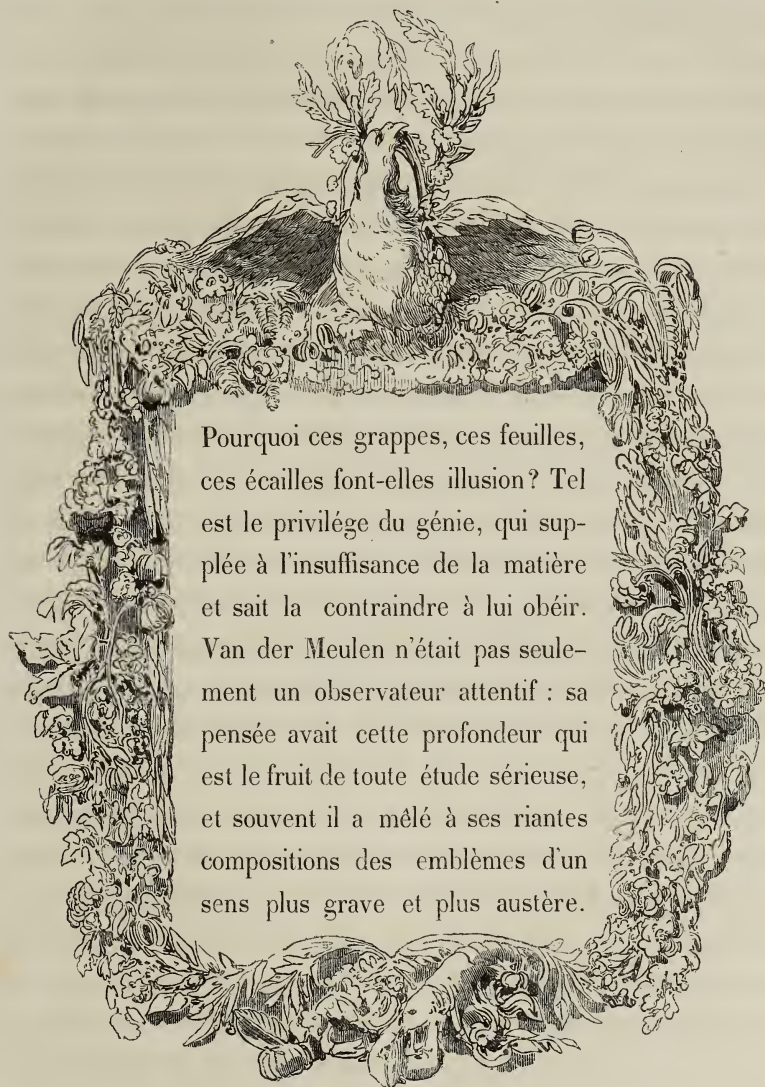 Pourquoi ces grappes, ces feuilles,
ces écailles font-elles illusion? Tel
est le privilége du génie, qui sup-
plée à l'insuffisance de la matière
et sait la contraindre à lui obéir.
Van der Meulen n'était pas seule-
ment un observateur attentif : sa
pensée avait cette profondeur qui
est le fruit de toute étude sérieuse,
et souvent il a mêlé à ses riantes
compositions des emblèmes d'un
sens plus grave et plus austère.